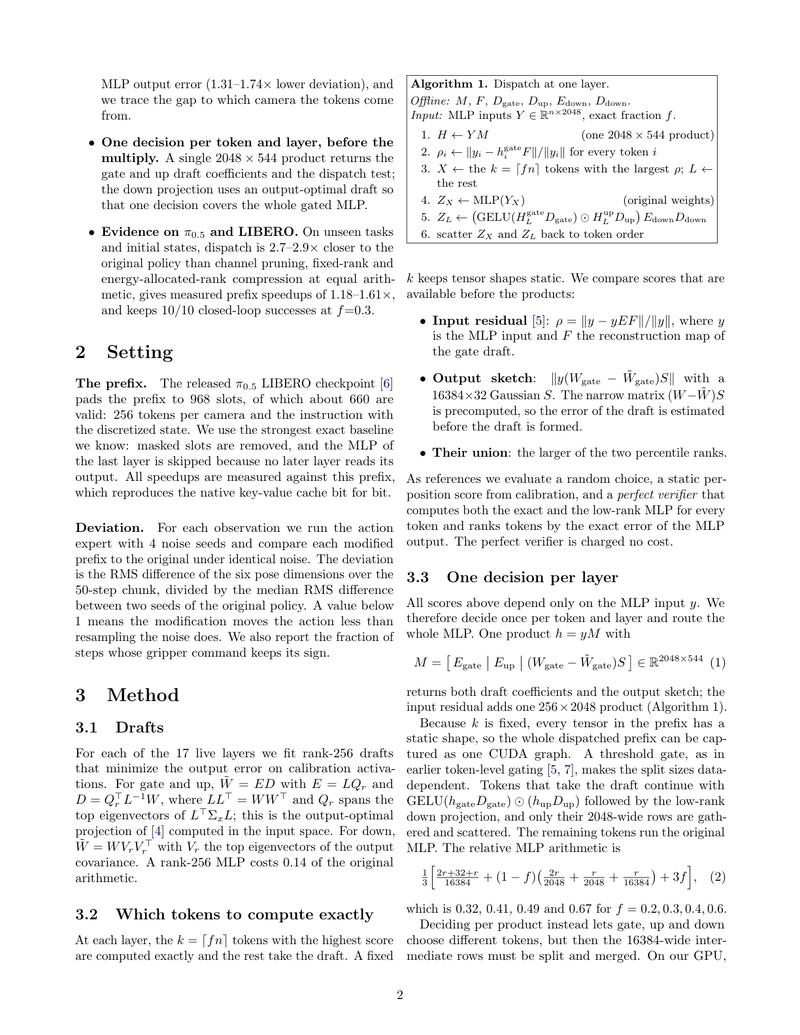 MLP output error (1.31–1.74× lower deviation), and
we trace the gap to which camera the tokens come
from.
• One decision per token and layer, before the
multiply. A single 2048 × 544 product returns the
gate and up draft coefficients and the dispatch test;
the down projection uses an output-optimal draft so
that one decision covers the whole gated MLP.
• Evidence on π0.5 and LIBERO. On unseen tasks
and initial states, dispatch is 2.7–2.9× closer to the
original policy than channel pruning, fixed-rank and
energy-allocated-rank compression at equal arith-
metic, gives measured prefix speedups of 1.18–1.61×,
and keeps 10/10 closed-loop successes at f=0.3.
2 Setting
The prefix. The released π0.5 LIBERO checkpoint [6]
pads the prefix to 968 slots, of which about 660 are
valid: 256 tokens per camera and the instruction with
the discretized state. We use the strongest exact baseline
we know: masked slots are removed, and the MLP of
the last layer is skipped because no later layer reads its
output. All speedups are measured against this prefix,
which reproduces the native key-value cache bit for bit.
Deviation. For each observation we run the action
expert with 4 noise seeds and compare each modified
prefix to the original under identical noise. The deviation
is the RMS difference of the six pose dimensions over the
50-step chunk, divided by the median RMS difference
between two seeds of the original policy. A value below
1 means the modification moves the action less than
resampling the noise does. We also report the fraction of
steps whose gripper command keeps its sign.
3 Method
3.1 Drafts
For each of the 17 live layers we fit rank-256 drafts
that minimize the output error on calibration activa-
tions. For gate and up, W̃ = ED with E = LQr and
D = Qr⊤L−1W, where LL⊤ = WW⊤ and Qr spans the
top eigenvectors of L⊤ΣxL; this is the output-optimal
projection of [4] computed in the input space. For down,
W̃ = WVrVr⊤ with Vr the top eigenvectors of the output
covariance. A rank-256 MLP costs 0.14 of the original
arithmetic.
3.2 Which tokens to compute exactly
At each layer, the k = ⌈fn⌉ tokens with the highest score
are computed exactly and the rest take the draft. A fixed
Algorithm 1. Dispatch at one layer.
Offline: M, F, Dgate, Dup, Edown, Ddown.
Input: MLP inputs Y ∈ ℝn×2048, exact fraction f.
1. H ← YM (one 2048 × 544 product)
2. ρi ← ‖yi − higateF‖/‖yi‖ for every token i
3. X ← the k = ⌈fn⌉ tokens with the largest ρ; L ←
the rest
4. ZX ← MLP(YX) (original weights)
5. ZL ← (GELU(HLgateDgate) ⊙ HLupDup) EdownDdown
6. scatter ZX and ZL back to token order
k keeps tensor shapes static. We compare scores that are
available before the products:
• Input residual [5]: ρ = ‖y − yEF‖/‖y‖, where y
is the MLP input and F the reconstruction map of
the gate draft.
• Output sketch: ‖y(Wgate − W̃gate)S‖ with a
16384×32 Gaussian S. The narrow matrix (W−W̃)S
is precomputed, so the error of the draft is estimated
before the draft is formed.
• Their union: the larger of the two percentile ranks.
As references we evaluate a random choice, a static per-
position score from calibration, and a perfect verifier that
computes both the exact and the low-rank MLP for every
token and ranks tokens by the exact error of the MLP
output. The perfect verifier is charged no cost.
3.3 One decision per layer
All scores above depend only on the MLP input y. We
therefore decide once per token and layer and route the
whole MLP. One product h = yM with
M = [ Egate | Eup | (Wgate − W̃gate)S ] ∈ ℝ2048×544 (1)
returns both draft coefficients and the output sketch; the
input residual adds one 256×2048 product (Algorithm 1).
Because k is fixed, every tensor in the prefix has a
static shape, so the whole dispatched prefix can be cap-
tured as one CUDA graph. A threshold gate, as in
earlier token-level gating [5, 7], makes the split sizes data-
dependent. Tokens that take the draft continue with
GELU(hgateDgate) ⊙ (hupDup) followed by the low-rank
down projection, and only their 2048-wide rows are gath-
ered and scattered. The remaining tokens run the original
MLP. The relative MLP arithmetic is
1/3 [ (2r+32+r)/16384 + (1 − f)(2r/2048 + r/2048 + r/16384) + 3f ], (2)
which is 0.32, 0.41, 0.49 and 0.67 for f = 0.2, 0.3, 0.4, 0.6.
Deciding per product instead lets gate, up and down
choose different tokens, but then the 16384-wide inter-
mediate rows must be split and merged. On our GPU,
2